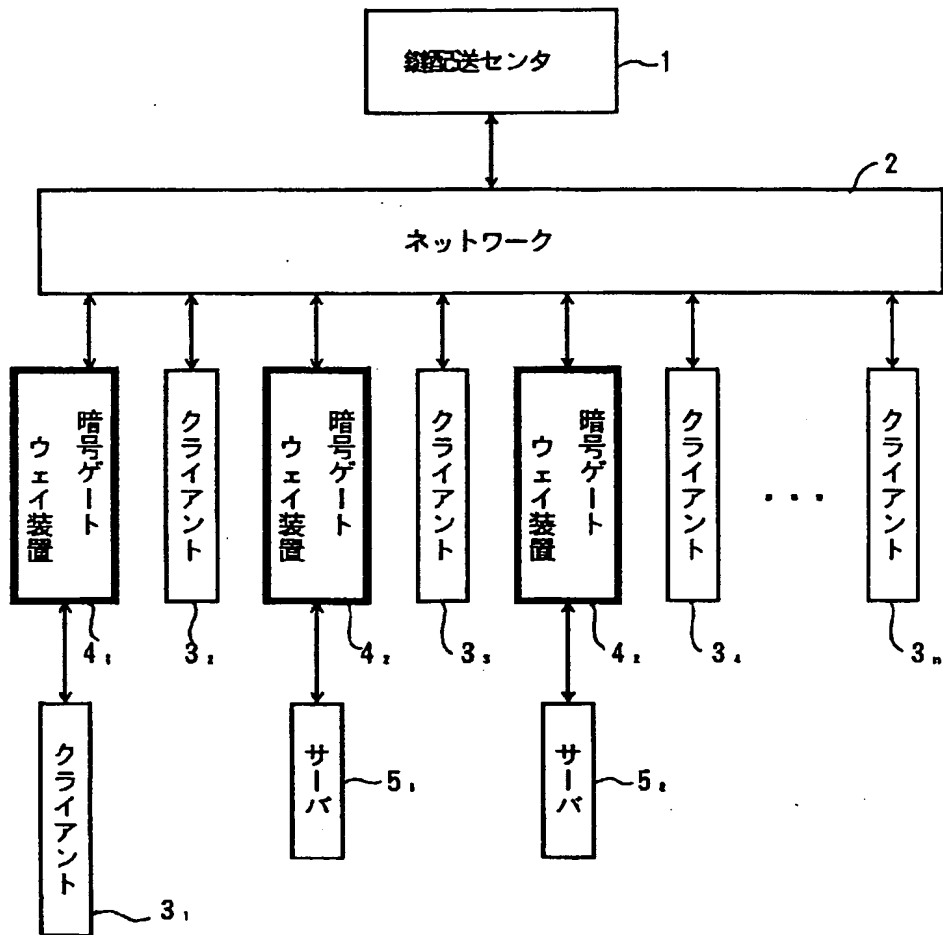 鍵配送センタ
1
2
ネットワーク
暗号ゲート
ウェイ装置
クライアント
暗号ゲート
ウェイ装置
クライアント
暗号ゲート
ウェイ装置
クライアント
・・・
クライアント
4₁
3₂
4₂
3₃
4₂
3₄
3ₙ
クライアント
サーバ
サーバ
5₁
5₂
3₁